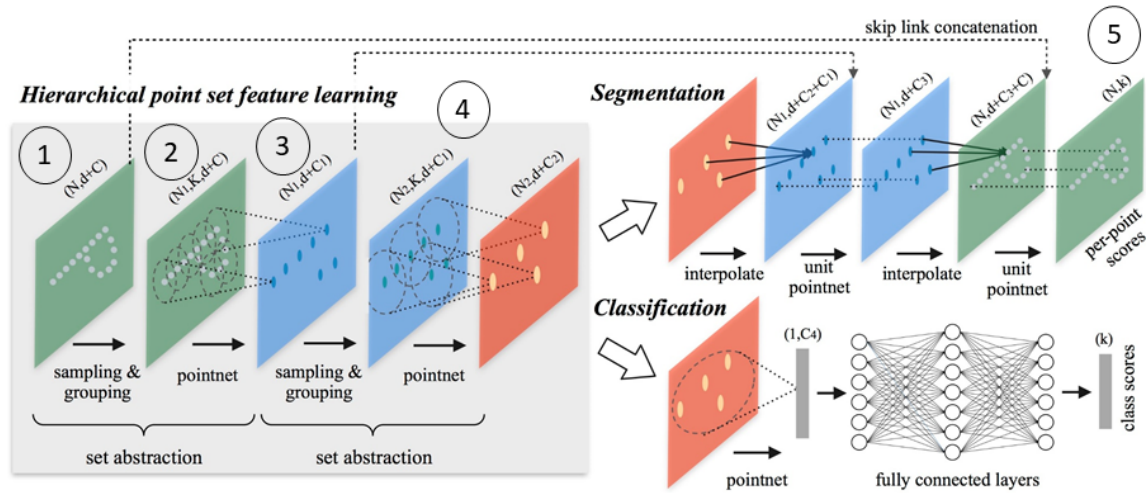 skip link concatenation
5
Hierarchical point set feature learning
Segmentation
1
2
3
4
(N,d+C)
(N1,K,d+C)
(N1,d+C1)
(N2,K,d+C1)
(N2,d+C2)
(N1,d+C2+C1)
(N1,d+C3)
(N,d+C3+C)
(N,k)
per-point
scores
interpolate
unit
pointnet
interpolate
unit
pointnet
sampling &
grouping
pointnet
sampling &
grouping
pointnet
set abstraction
set abstraction
Classification
(1,C4)
(k)
class scores
pointnet
fully connected layers